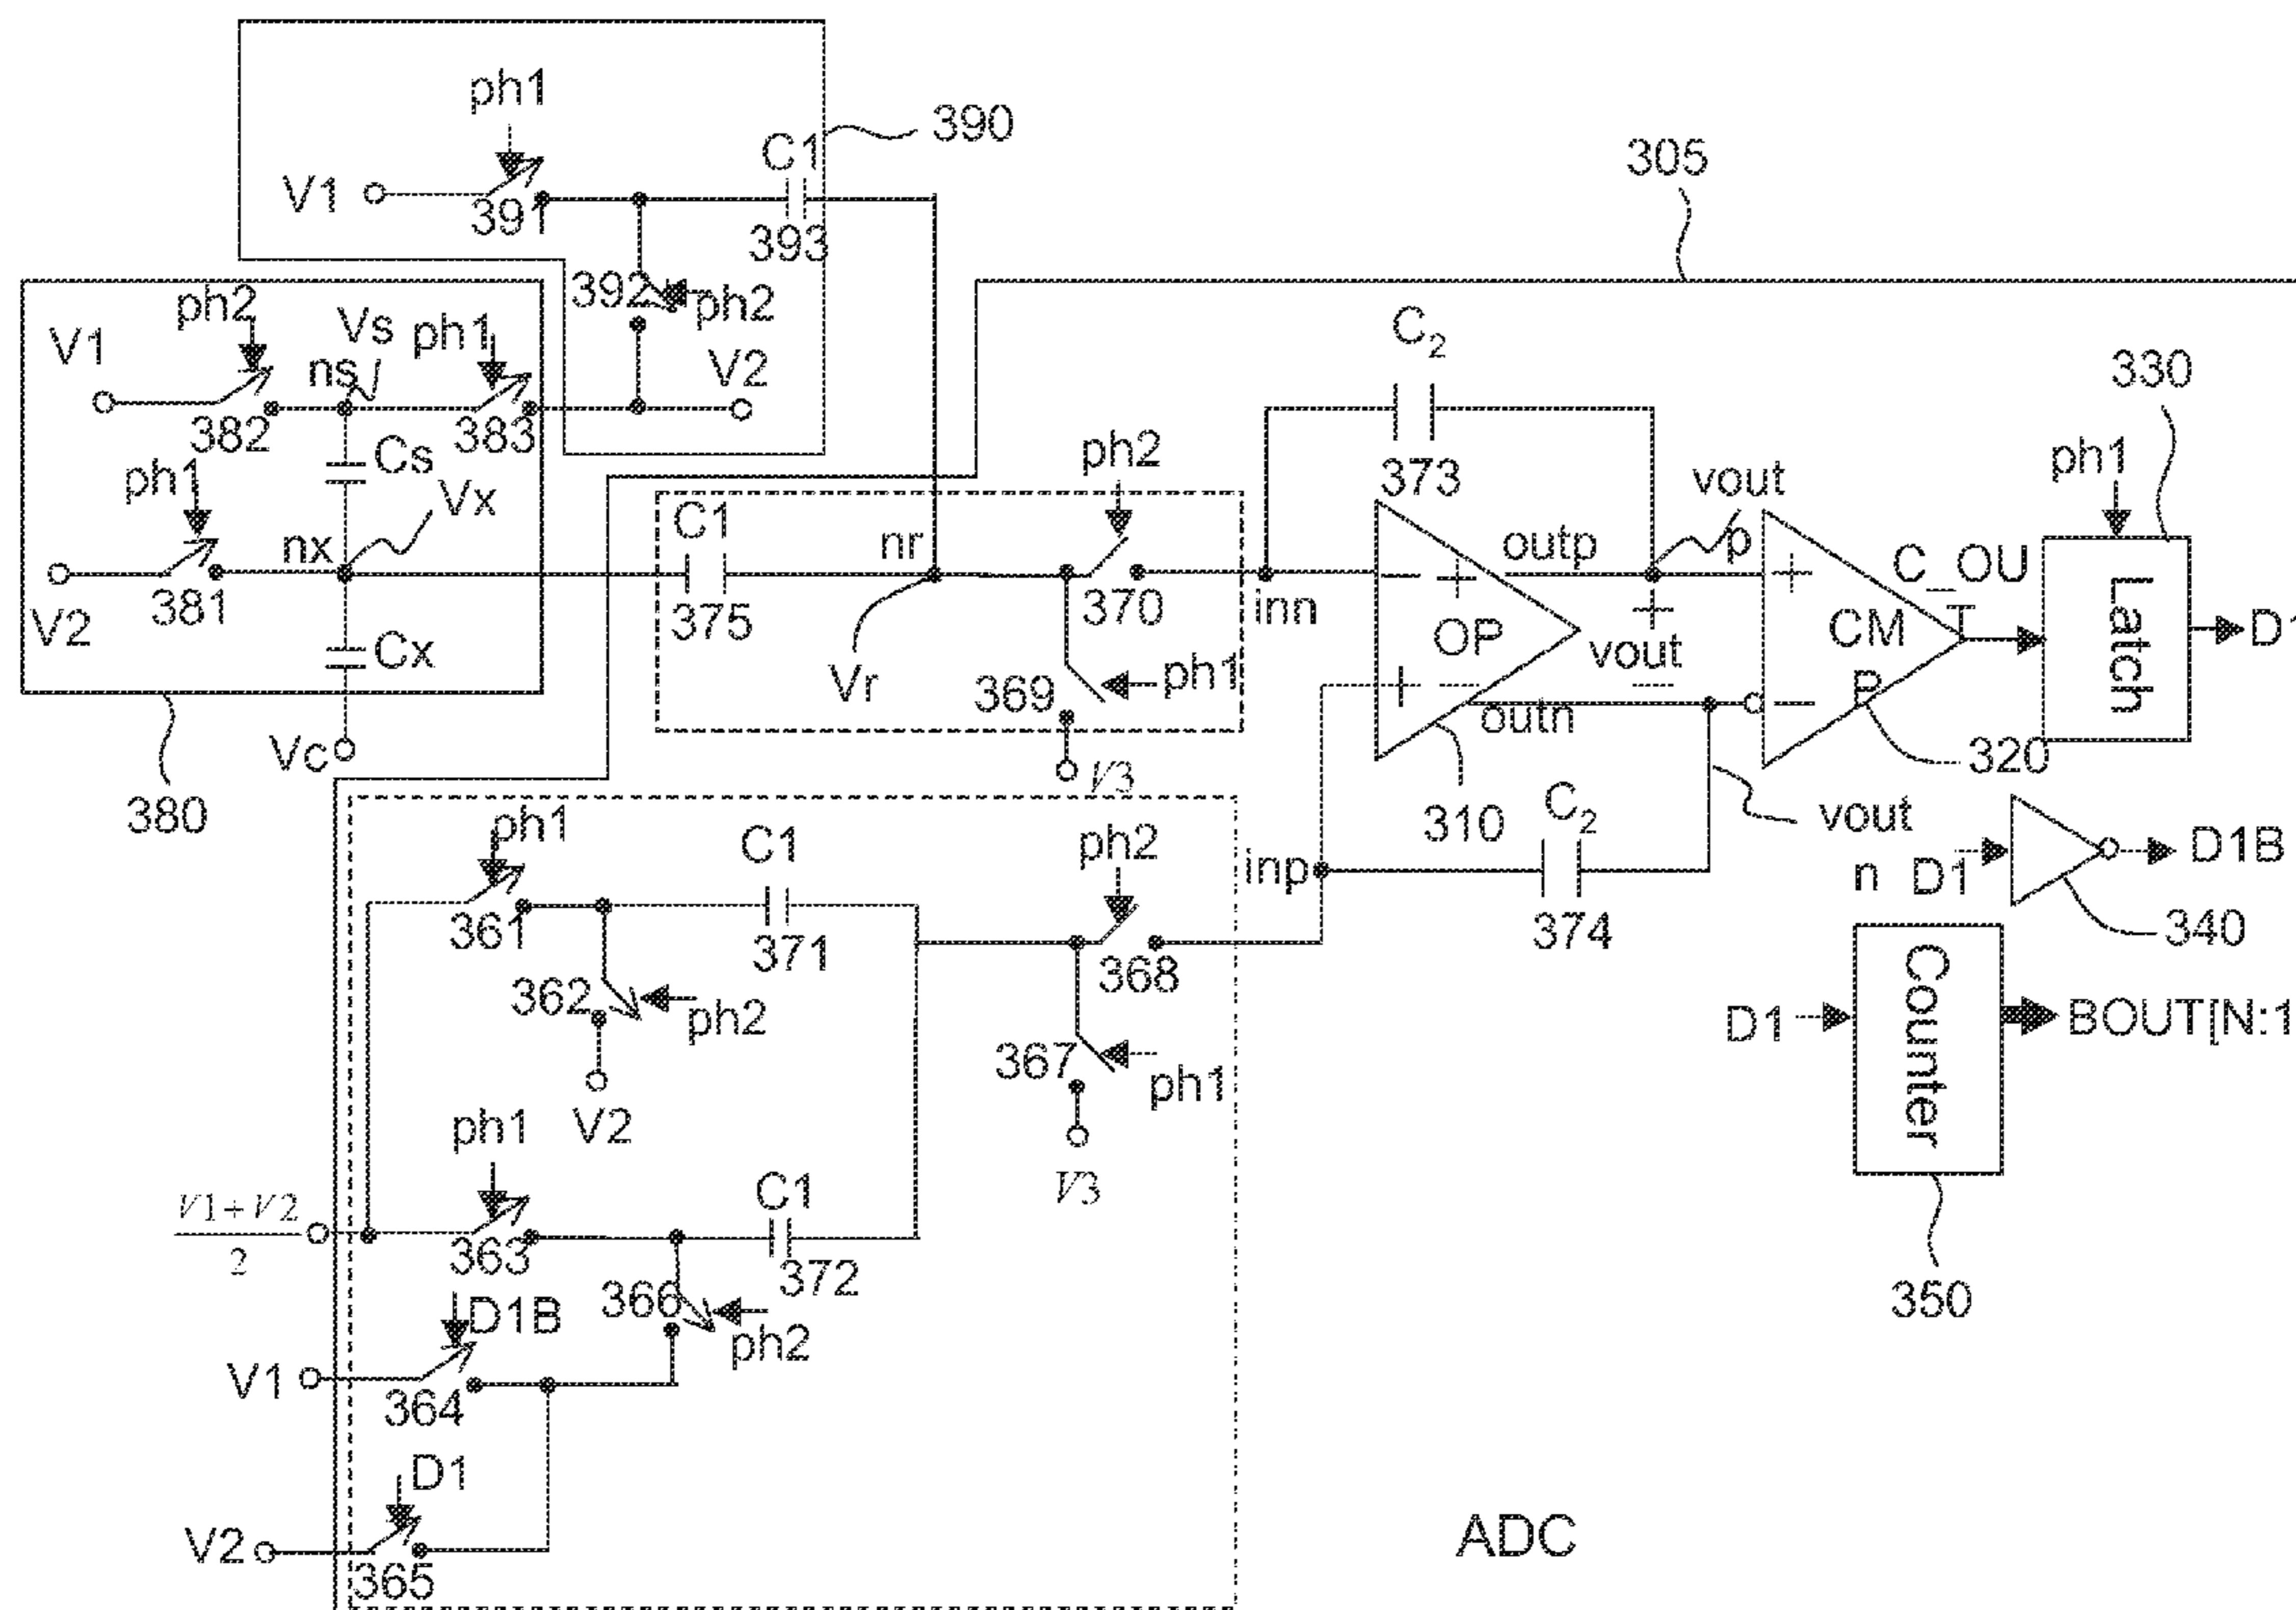 ph1
390
V1
391
C1
393
305
392
ph2
V2
ph2
V1
Vs
ns
ph1
382
383
Cs
ph1
Vx
nx
V2
381
Cx
Vc
380
C1
375
nr
Vr
ph2
370
369
ph1
V3
inn
C2
373
outp
vout
p
OP
vout
outn
310
C_OU
T
CM
P
320
330
ph1
Latch
D1
vout
n
D1
D1B
340
C2
374
inp
ph1
361
C1
371
362
ph2
V2
ph2
368
367
ph1
V3
D1
Counter
BOUT[N:1
350
V1+V2
2
ph1
363
C1
372
366
ph2
D1B
V1
364
D1
V2
365
ADC